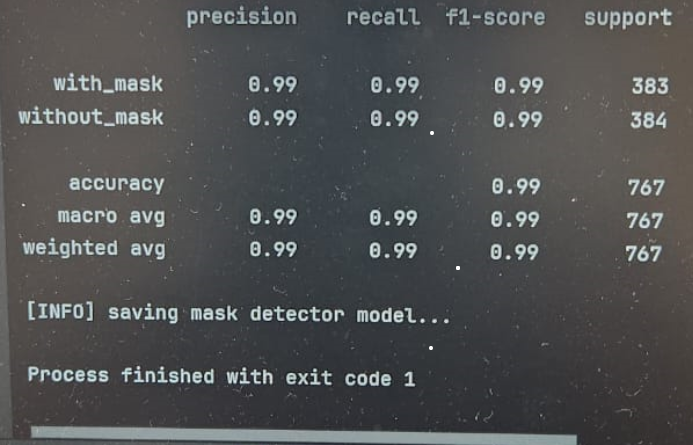 precision recall f1-score support
with_mask 0.99 0.99 0.99 383
without_mask 0.99 0.99 0.99 384
accuracy 0.99 767
macro avg 0.99 0.99 0.99 767
weighted avg 0.99 0.99 0.99 767
[INFO] saving mask detector model...
Process finished with exit code 1